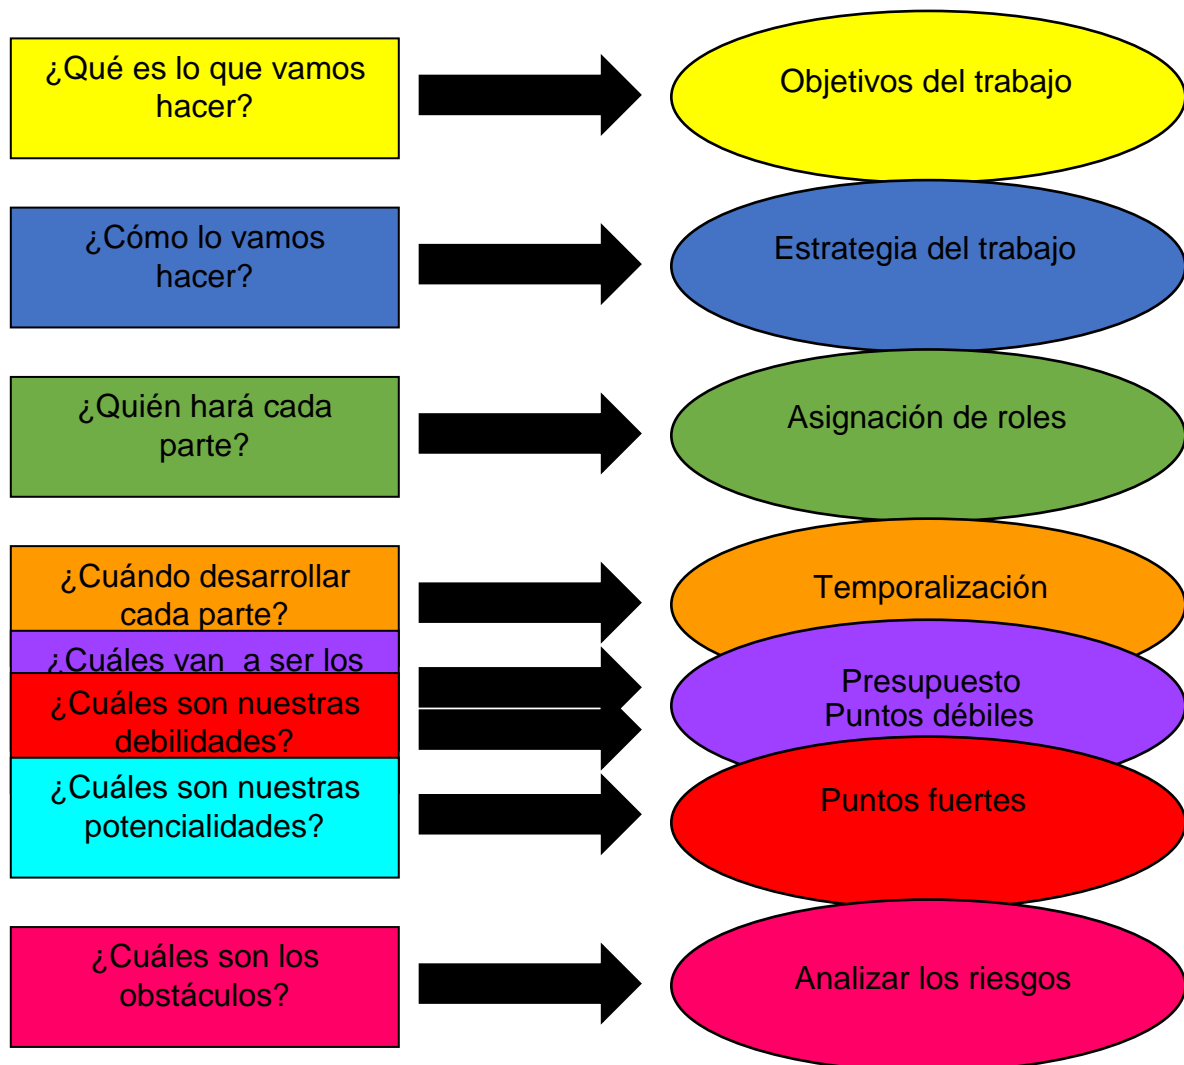 ¿Qué es lo que vamos
hacer?
Objetivos del trabajo
¿Cómo lo vamos
hacer?
Estrategia del trabajo
¿Quién hará cada
parte?
Asignación de roles
¿Cuándo desarrollar
cada parte?
Temporalización
¿Cuáles van  a ser los
Presupuesto
¿Cuáles son nuestras
debilidades?
Puntos débiles
¿Cuáles son nuestras
potencialidades?
Puntos fuertes
¿Cuáles son los
obstáculos?
Analizar los riesgos